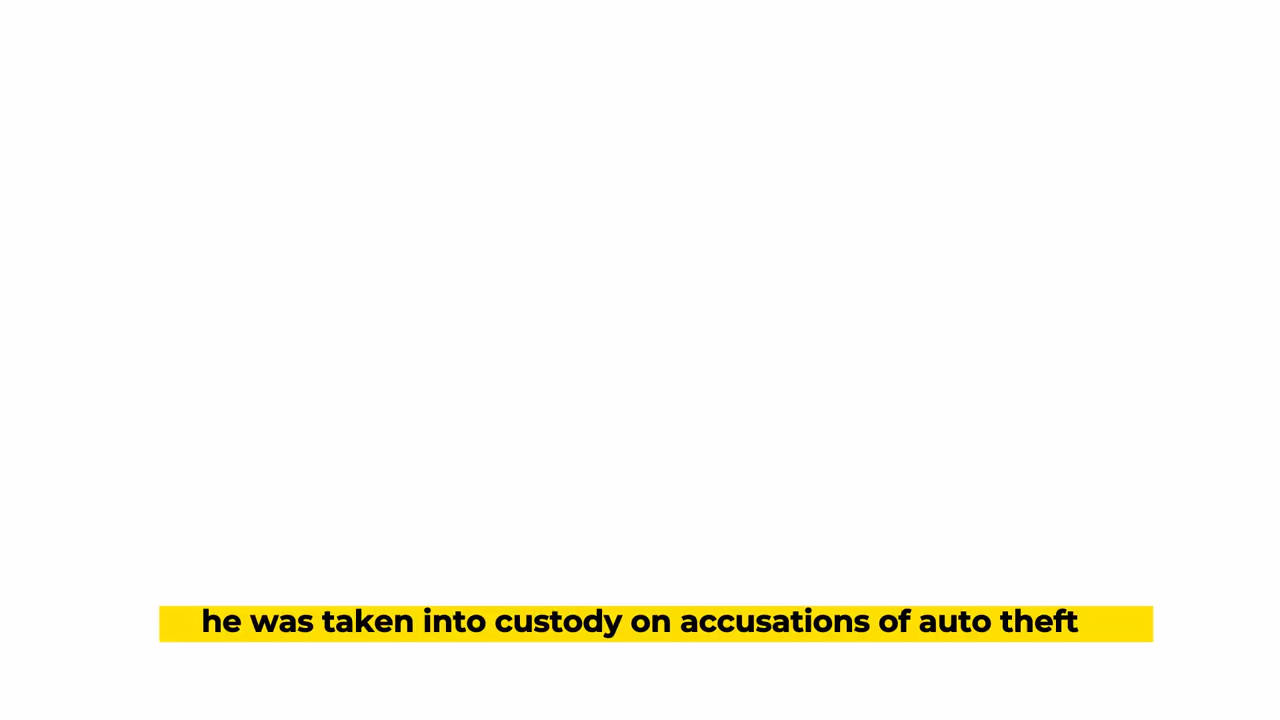 he was taken into custody on accusations of auto theft